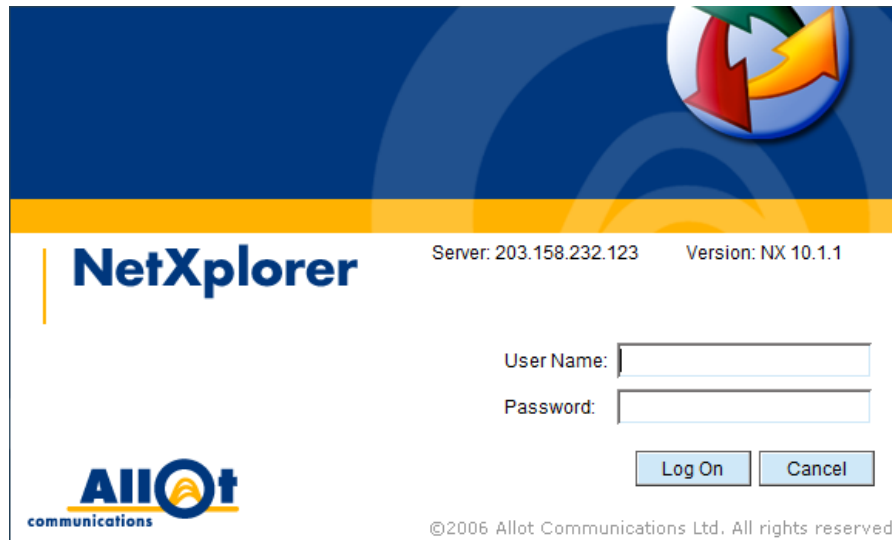 NetXplorer
Server: 203.158.232.123 Version: NX 10.1.1
User Name:
Password:
Log On Cancel
Allot
communications
©2006 Allot Communications Ltd. All rights reserved